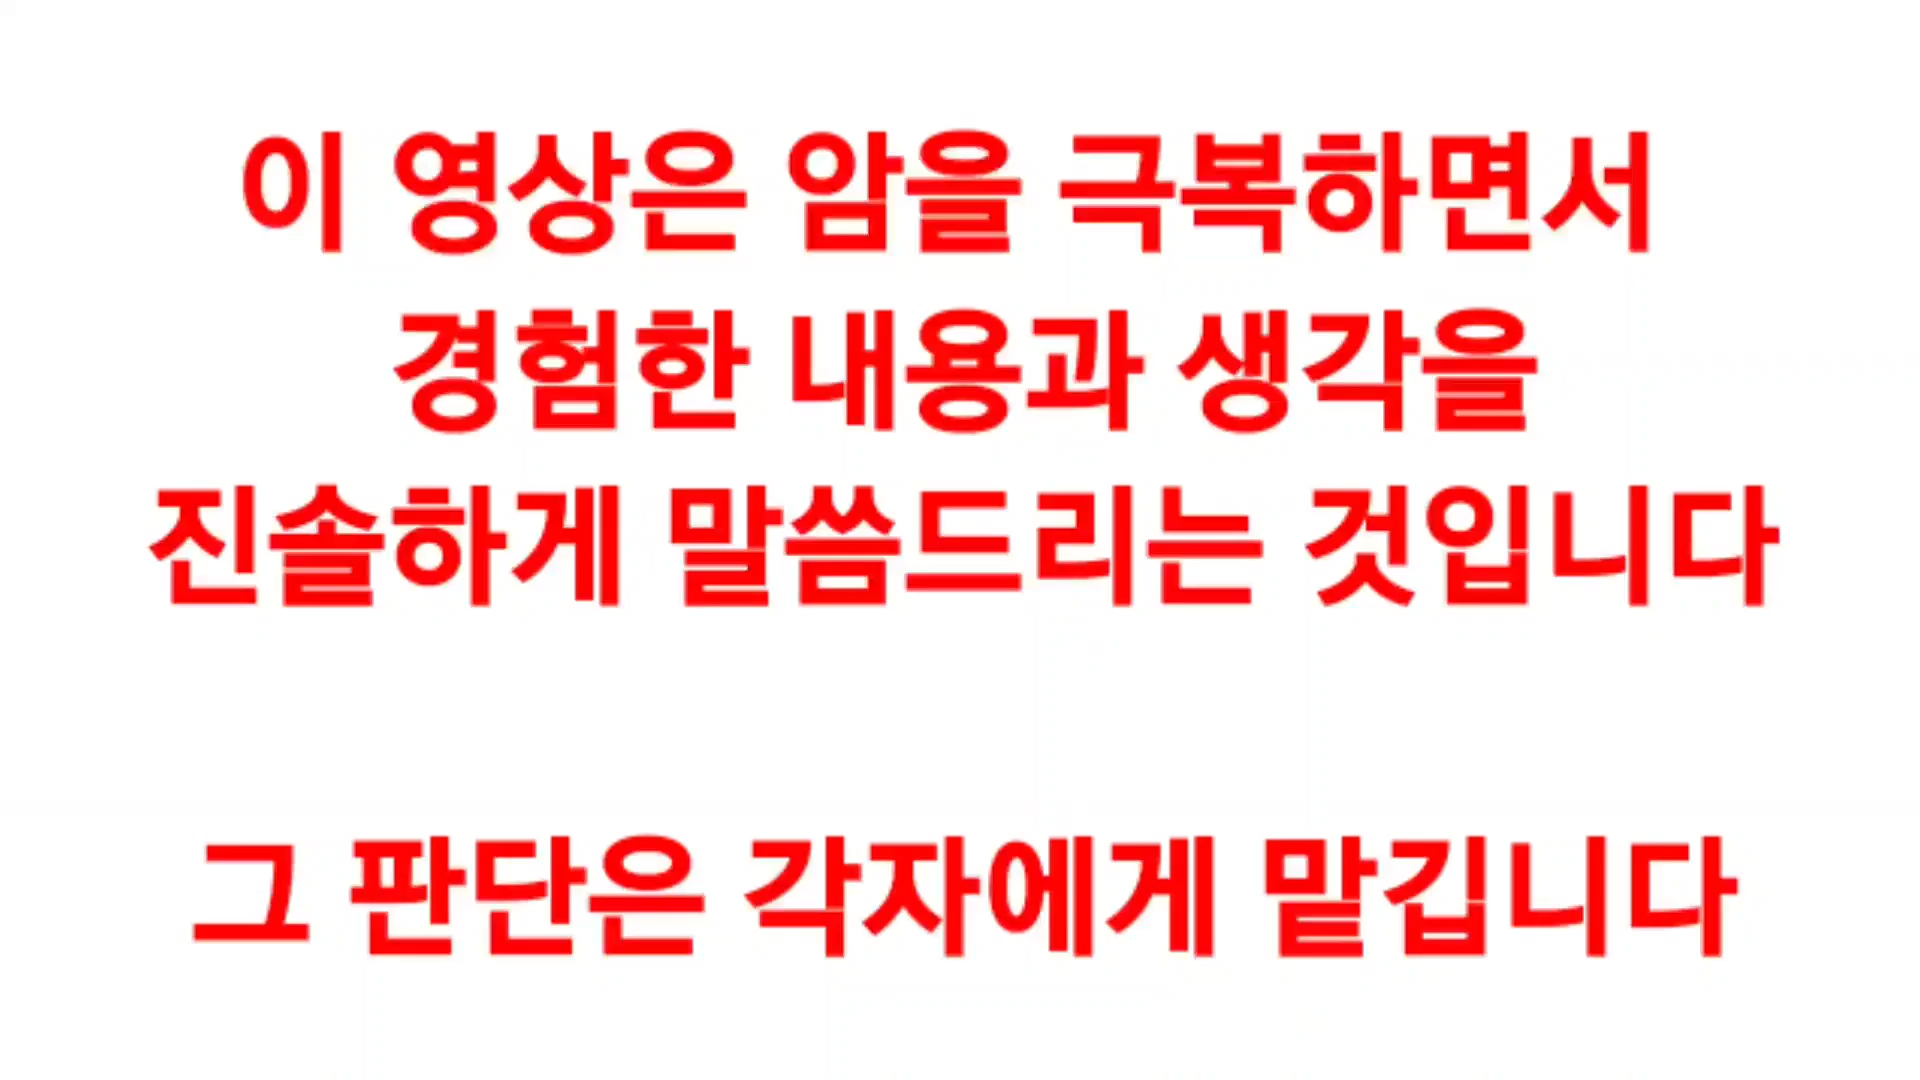 이 영상은 암을 극복하면서
경험한 내용과 생각을
진솔하게 말씀드리는 것입니다
그 판단은 각자에게 맡깁니다